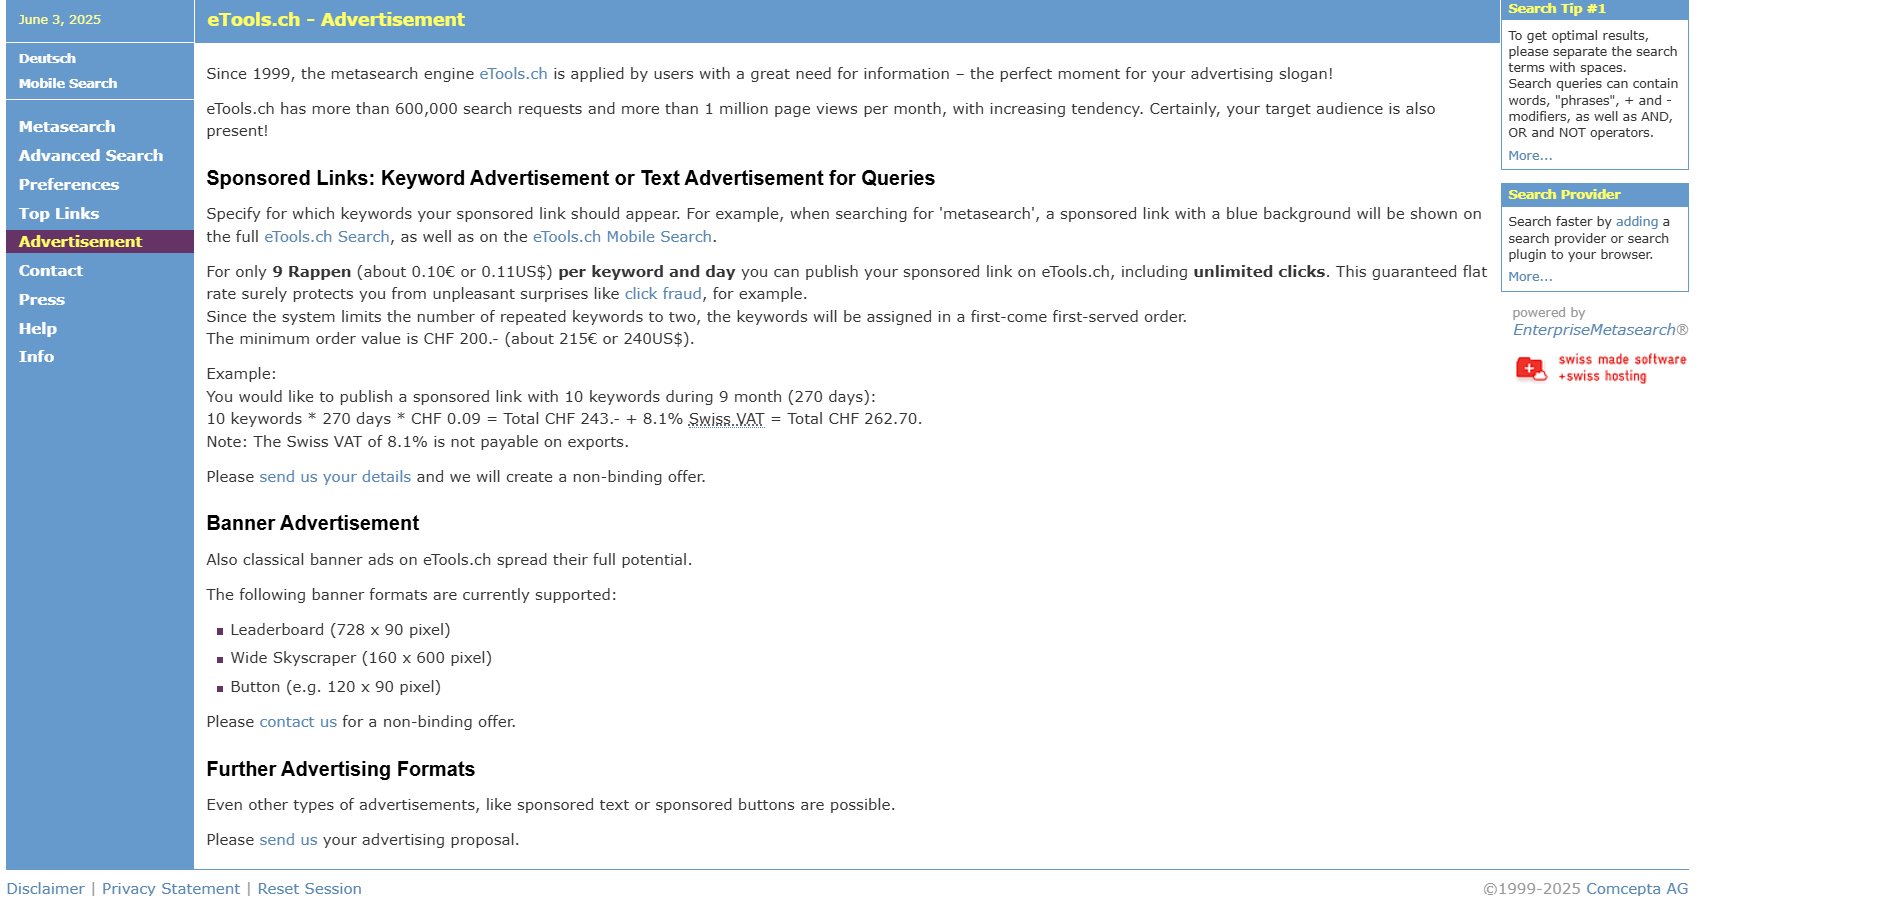 June 3, 2025
Deutsch
Mobile Search
Metasearch
Advanced Search
Preferences
Top Links
Advertisement
Contact
Press
Help
Info
eTools.ch - Advertisement
Since 1999, the metasearch engine eTools.ch is applied by users with a great need for information – the perfect moment for your advertising slogan!
eTools.ch has more than 600,000 search requests and more than 1 million page views per month, with increasing tendency. Certainly, your target audience is also
present!
Sponsored Links: Keyword Advertisement or Text Advertisement for Queries
Specify for which keywords your sponsored link should appear. For example, when searching for 'metasearch', a sponsored link with a blue background will be shown on
the full eTools.ch Search, as well as on the eTools.ch Mobile Search.
For only 9 Rappen (about 0.10€ or 0.11US$) per keyword and day you can publish your sponsored link on eTools.ch, including unlimited clicks. This guaranteed flat
rate surely protects you from unpleasant surprises like click fraud, for example.
Since the system limits the number of repeated keywords to two, the keywords will be assigned in a first-come first-served order.
The minimum order value is CHF 200.- (about 215€ or 240US$).
Example:
You would like to publish a sponsored link with 10 keywords during 9 month (270 days):
10 keywords * 270 days * CHF 0.09 = Total CHF 243.- + 8.1% Swiss VAT = Total CHF 262.70.
Note: The Swiss VAT of 8.1% is not payable on exports.
Please send us your details and we will create a non-binding offer.
Banner Advertisement
Also classical banner ads on eTools.ch spread their full potential.
The following banner formats are currently supported:
Leaderboard (728 x 90 pixel)
Wide Skyscraper (160 x 600 pixel)
Button (e.g. 120 x 90 pixel)
Please contact us for a non-binding offer.
Further Advertising Formats
Even other types of advertisements, like sponsored text or sponsored buttons are possible.
Please send us your advertising proposal.
Search Tip #1
To get optimal results,
please separate the search
terms with spaces.
Search queries can contain
words, "phrases", + and -
modifiers, as well as AND,
OR and NOT operators.
More...
Search Provider
Search faster by adding a
search provider or search
plugin to your browser.
More...
powered by
EnterpriseMetasearch®
swiss made software
+swiss hosting
Disclaimer | Privacy Statement | Reset Session
©1999-2025 Comcepta AG